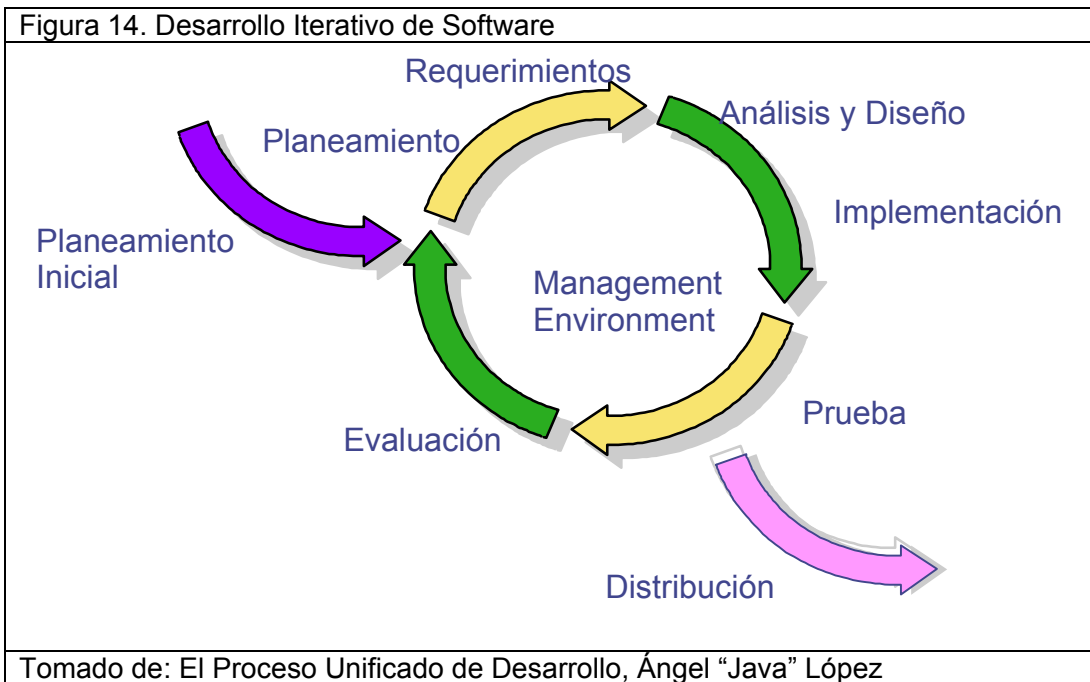 Figura 14. Desarrollo Iterativo de Software
Requerimientos
Análisis y Diseño
Planeamiento
Implementación
Planeamiento
Inicial
Management
Environment
Prueba
Evaluación
Distribución
Tomado de: El Proceso Unificado de Desarrollo, Ángel “Java” López